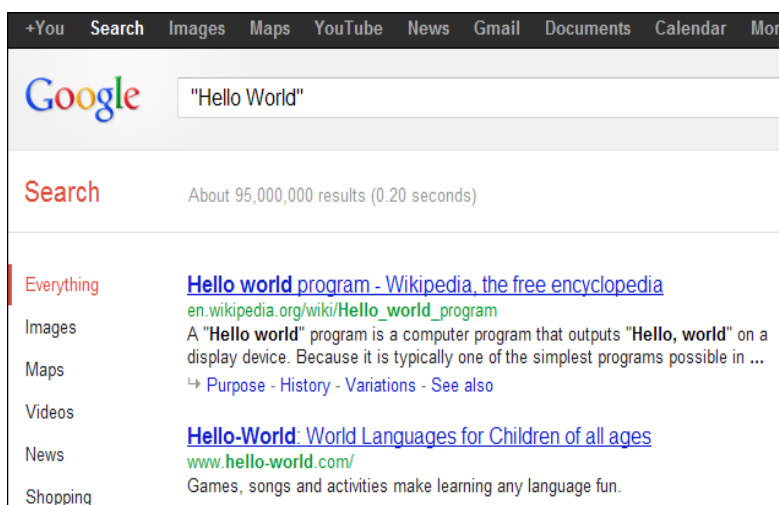 +You Search Images Maps YouTube News Gmail Documents Calendar Mor
Google
"Hello World"
Search
About 95,000,000 results (0.20 seconds)
Everything
Images
Maps
Videos
News
Shopping
Hello world program - Wikipedia, the free encyclopedia
en.wikipedia.org/wiki/Hello_world_program
A "Hello world" program is a computer program that outputs "Hello, world" on a
display device. Because it is typically one of the simplest programs possible in ...
↳ Purpose - History - Variations - See also
Hello-World: World Languages for Children of all ages
www.hello-world.com/
Games, songs and activities make learning any language fun.